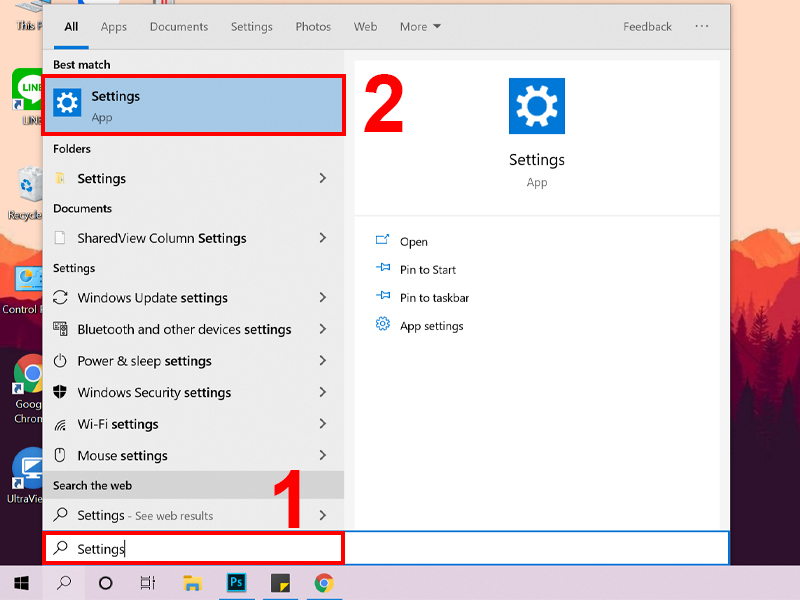 This P
All Apps Documents Settings Photos Web More Feedback ...
Best match
Settings
App
2
Settings
App
Folders
Settings
Documents
SharedView Column Settings
Settings
Windows Update settings
Bluetooth and other devices settings
Power & sleep settings
Windows Security settings
Wi-Fi settings
Mouse settings
Search the web
Settings - See web results
1
Settings
Open
Pin to Start
Pin to taskbar
App settings
LINE
LINE
Recycle
Control
Goog
Chrom
UltraVie
Ps